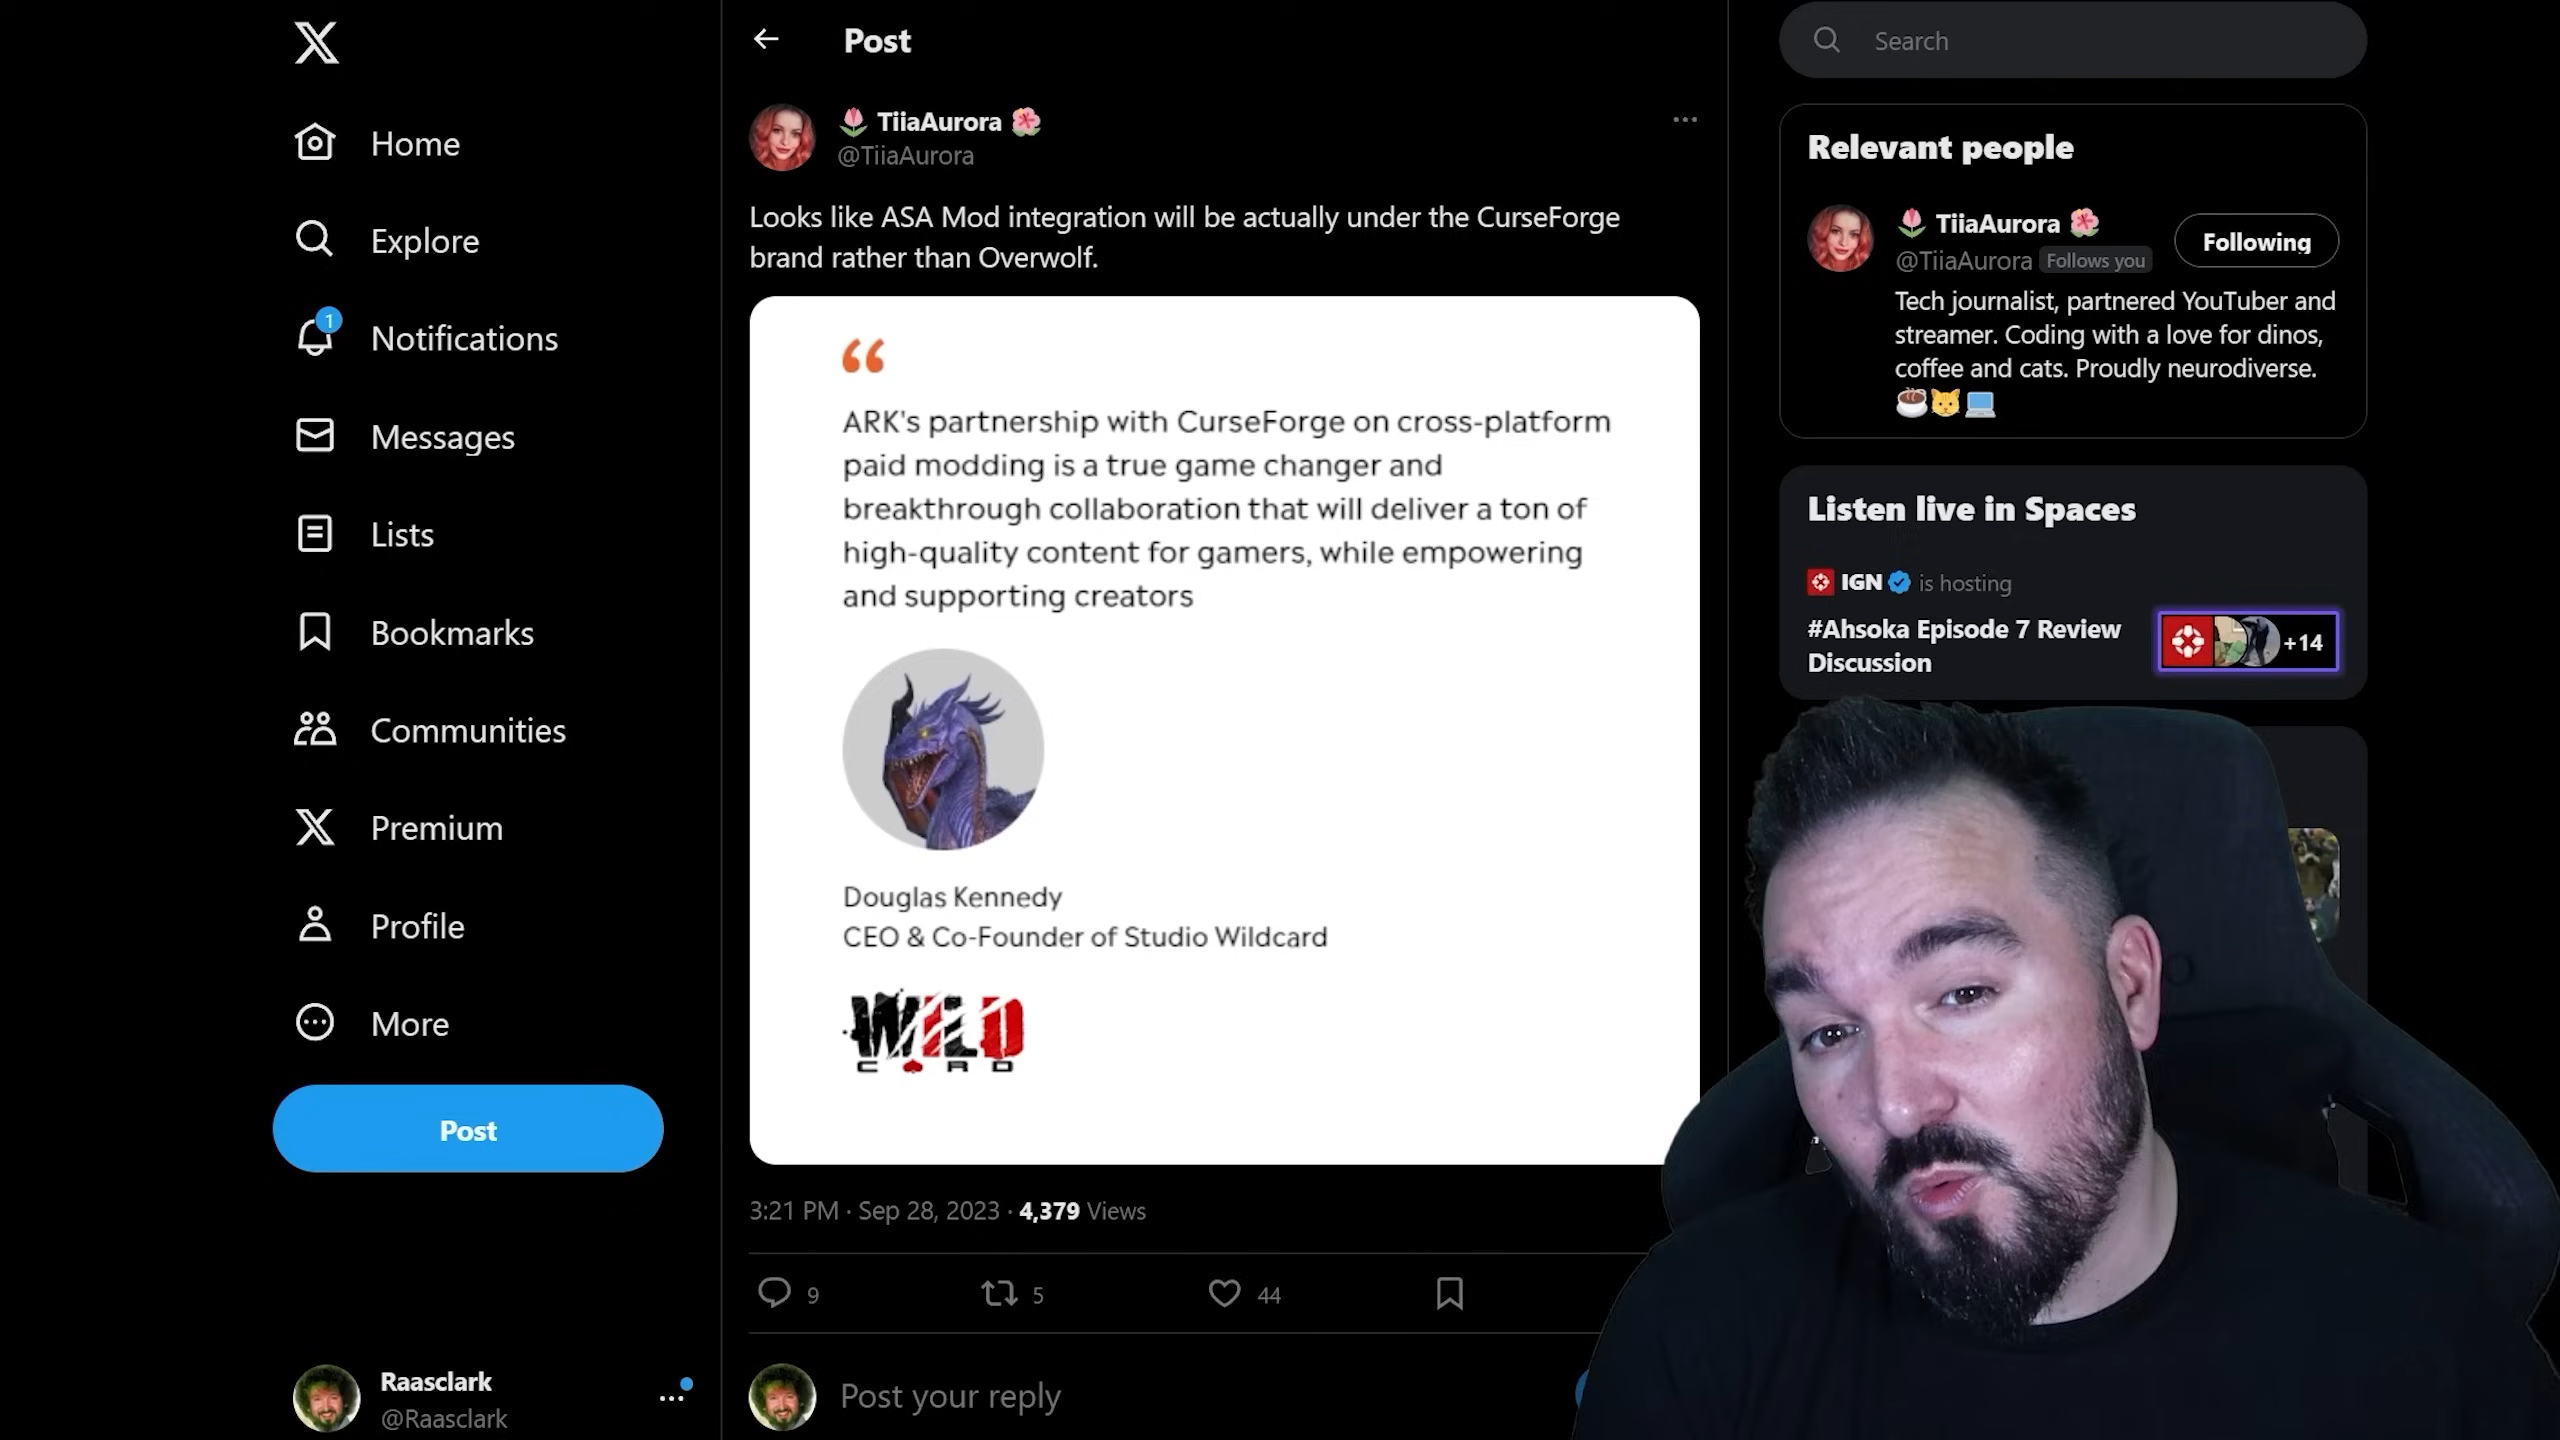 Home
Explore
1
Notifications
Messages
Lists
Bookmarks
Communities
Premium
Profile
More
Post
Raasclark
@Raasclark
Post
TiiaAurora
@TiiaAurora
Looks like ASA Mod integration will be actually under the CurseForge
brand rather than Overwolf.
“
ARK's partnership with CurseForge on cross-platform
paid modding is a true game changer and
breakthrough collaboration that will deliver a ton of
high-quality content for gamers, while empowering
and supporting creators
Douglas Kennedy
CEO & Co-Founder of Studio Wildcard
WILD
CARD
3:21 PM · Sep 28, 2023 · 4,379 Views
9 5 44
Post your reply
Search
Relevant people
TiiaAurora
@TiiaAurora Follows you
Following
Tech journalist, partnered YouTuber and
streamer. Coding with a love for dinos,
coffee and cats. Proudly neurodiverse.
Listen live in Spaces
IGN is hosting
#Ahsoka Episode 7 Review
Discussion
+14